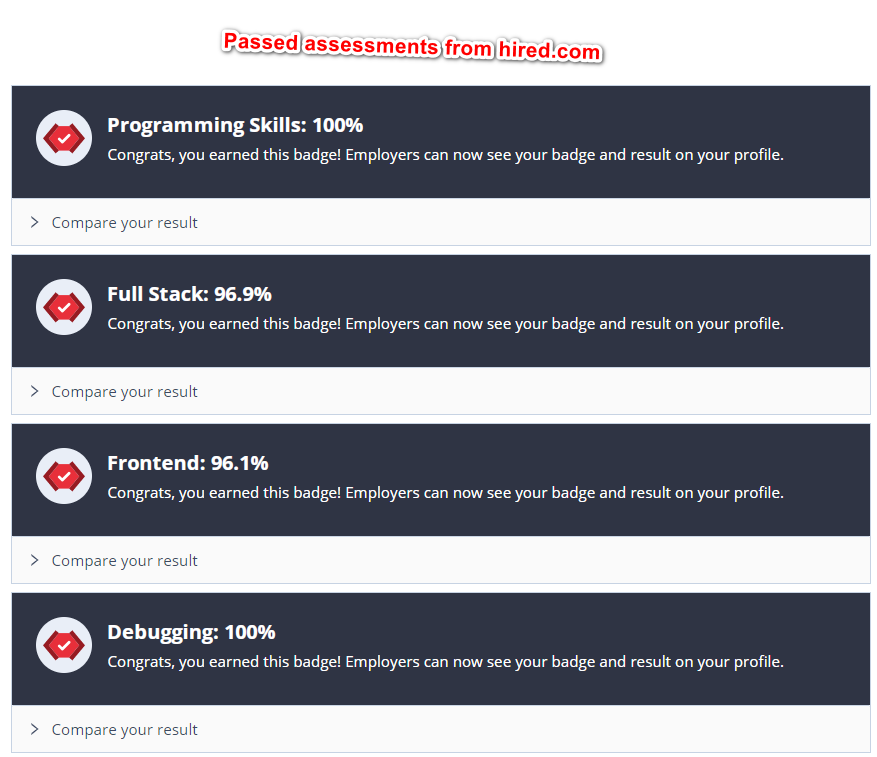 Passed assessments from hired.com
Programming Skills: 100%
Congrats, you earned this badge! Employers can now see your badge and result on your profile.
Compare your result
Full Stack: 96.9%
Congrats, you earned this badge! Employers can now see your badge and result on your profile.
Compare your result
Frontend: 96.1%
Congrats, you earned this badge! Employers can now see your badge and result on your profile.
Compare your result
Debugging: 100%
Congrats, you earned this badge! Employers can now see your badge and result on your profile.
Compare your result